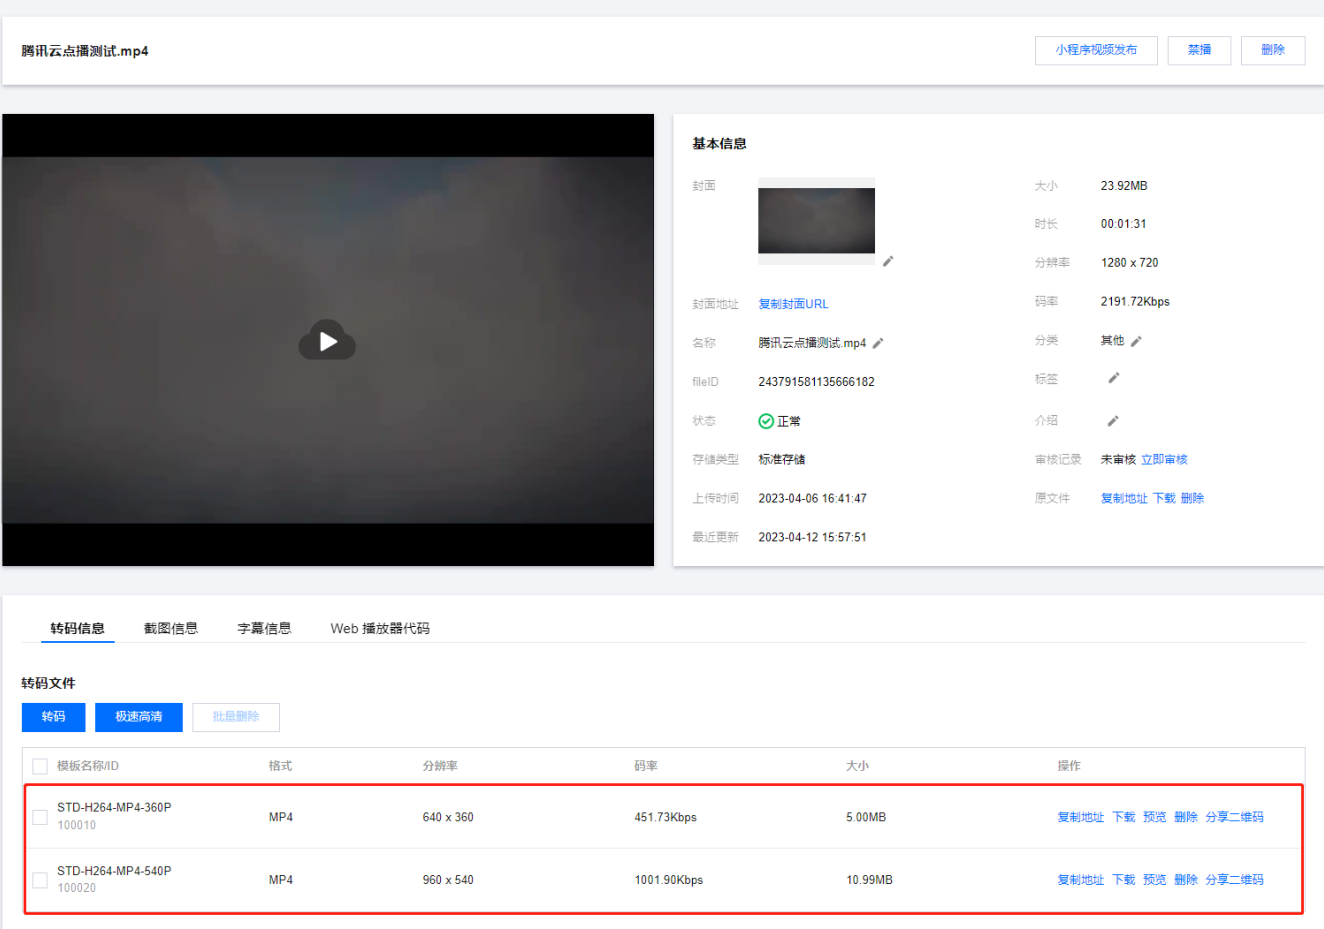 腾讯云点播测试.mp4
小程序视频发布 禁播 删除
基本信息
封面
封面地址 复制封面URL
名称 腾讯云点播测试.mp4
fileID 243791581135666182
状态 正常
存储类型 标准存储
上传时间 2023-04-06 16:41:47
最近更新 2023-04-12 15:57:51
大小 23.92MB
时长 00:01:31
分辨率 1280 x 720
码率 2191.72Kbps
分类 其他
标签
介绍
审核记录 未审核 立即审核
原文件 复制地址 下载 删除
转码信息 截图信息 字幕信息 Web 播放器代码
转码文件
转码 极速高清 批量删除
模板名称/ID 格式 分辨率 码率 大小 操作
STD-H264-MP4-360P
100010
MP4 640 x 360 451.73Kbps 5.00MB 复制地址 下载 预览 删除 分享二维码
STD-H264-MP4-540P
100020
MP4 960 x 540 1001.90Kbps 10.99MB 复制地址 下载 预览 删除 分享二维码